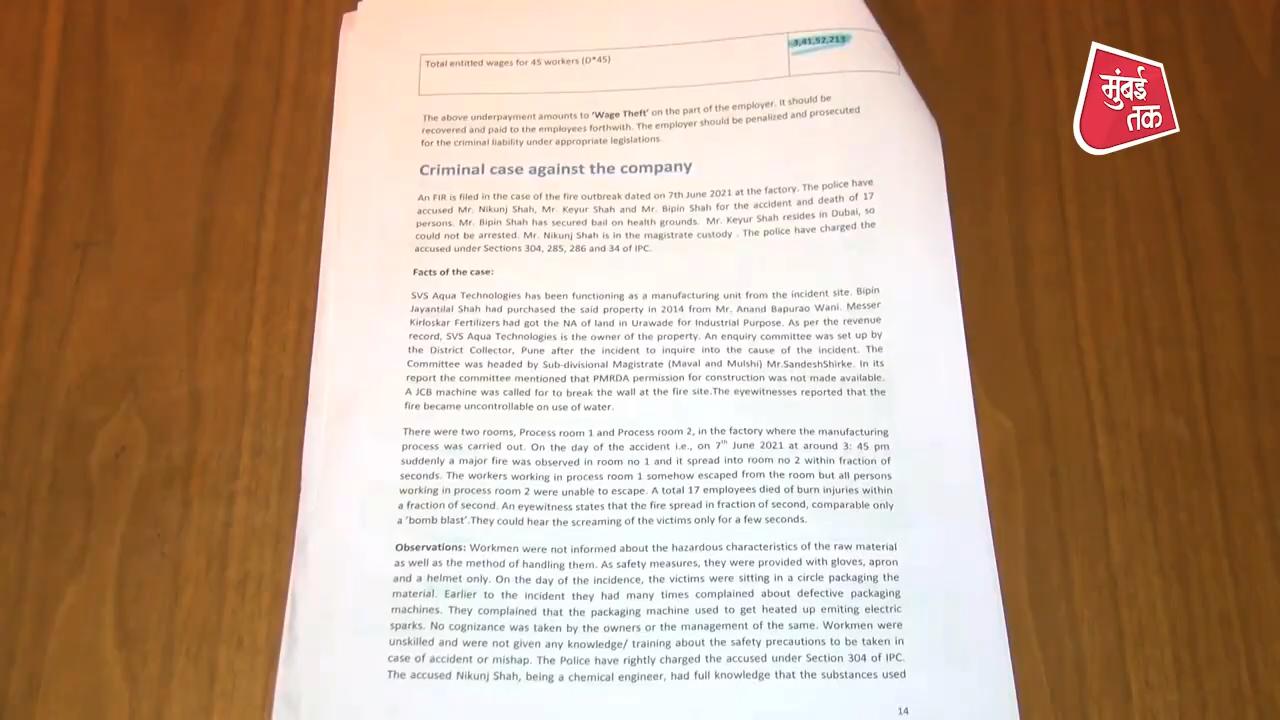 मुंबई
तक
Total entitled wages for 45 workers (D*45)
3,41,52,213
The above underpayment amounts to 'Wage Theft' on the part of the employer. It should be
recovered and paid to the employees forthwith. The employer should be penalized and prosecuted
for the criminal liability under appropriate legislations.
Criminal case against the company
An FIR is filed in the case of the fire outbreak dated on 7th June 2021 at the factory. The police have
accused Mr. Nikunj Shah, Mr. Keyur Shah and Mr. Bipin Shah for the accident and death of 17
persons. Mr. Bipin Shah has secured bail on health grounds. Mr. Keyur Shah resides in Dubai, so
could not be arrested. Mr. Nikunj Shah is in the magistrate custody . The police have charged the
accused under Sections 304, 285, 286 and 34 of IPC.
Facts of the case:
SVS Aqua Technologies has been functioning as a manufacturing unit from the incident site. Bipin
Jayantilal Shah had purchased the said property in 2014 from Mr. Anand Bapurao Wani. Messer
Kirloskar Fertilizers had got the NA of land in Urawade for Industrial Purpose. As per the revenue
record, SVS Aqua Technologies is the owner of the property. An enquiry committee was set up by
the District Collector, Pune after the incident to inquire into the cause of the incident. The
Committee was headed by Sub-divisional Magistrate (Maval and Mulshi) Mr.SandeshShirke. In its
report the committee mentioned that PMRDA permission for construction was not made available.
A JCB machine was called for to break the wall at the fire site.The eyewitnesses reported that the
fire became uncontrollable on use of water.
There were two rooms, Process room 1 and Process room 2, in the factory where the manufacturing
process was carried out. On the day of the accident i.e., on 7th June 2021 at around 3: 45 pm
suddenly a major fire was observed in room no 1 and it spread into room no 2 within fraction of
seconds. The workers working in process room 1 somehow escaped from the room but all persons
working in process room 2 were unable to escape. A total 17 employees died of burn injuries within
a fraction of second. An eyewitness states that the fire spread in fraction of second, comparable only
a 'bomb blast'.They could hear the screaming of the victims only for a few seconds.
Observations: Workmen were not informed about the hazardous characteristics of the raw material
as well as the method of handling them. As safety measures, they were provided with gloves, apron
and a helmet only. On the day of the incidence, the victims were sitting in a circle packaging the
material. Earlier to the incident they had many times complained about defective packaging
machines. They complained that the packaging machine used to get heated up emiting electric
sparks. No cognizance was taken by the owners or the management of the same. Workmen were
unskilled and were not given any knowledge/ training about the safety precautions to be taken in
case of accident or mishap. The Police have rightly charged the accused under Section 304 of IPC.
The accused Nikunj Shah, being a chemical engineer, had full knowledge that the substances used
14